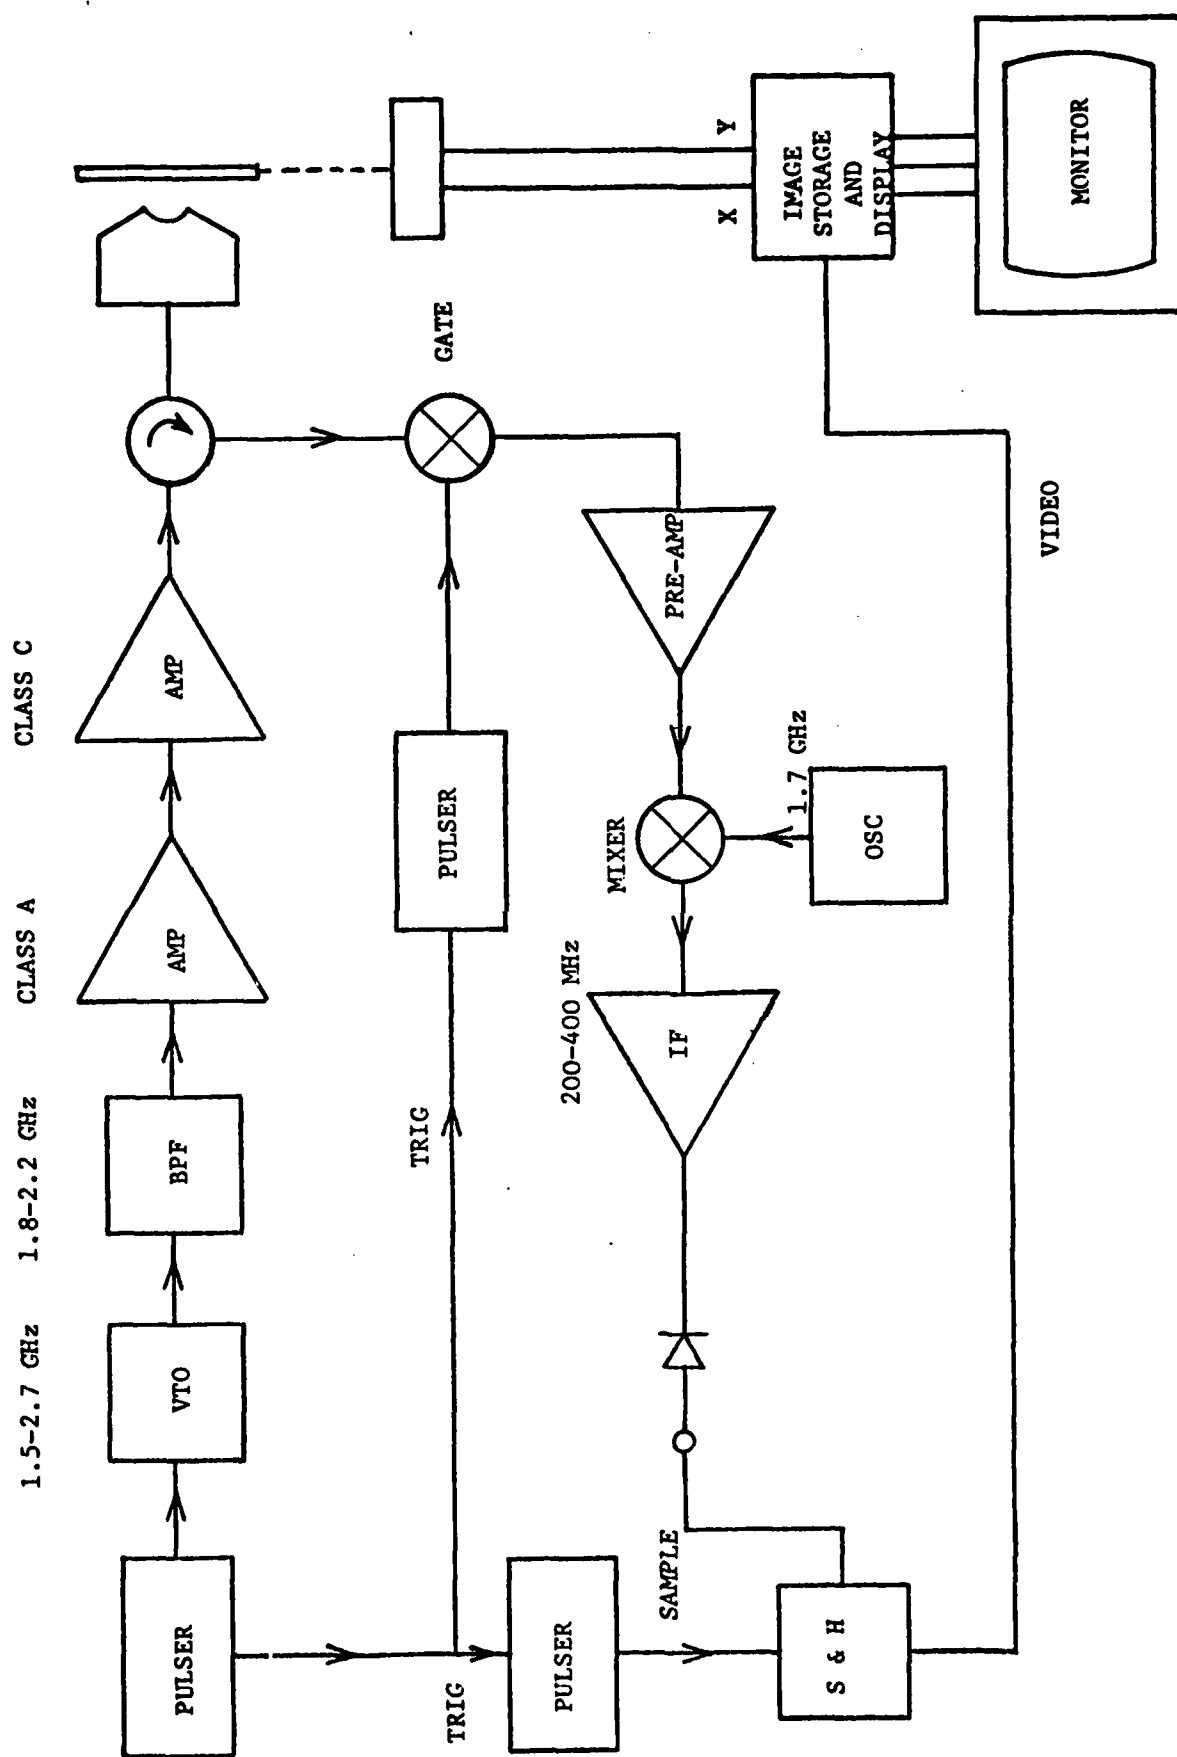 1.5-2.7 GHz
1.8-2.2 GHz
CLASS A
CLASS C
PULSER
VTO
BPF
AMP
AMP
TRIG
TRIG
PULSER
GATE
PULSER
SAMPLE
200-400 MHz
IF
MIXER
PRE-AMP
1.7 GHz
OSC
S & H
VIDEO
X
Y
IMAGE
STORAGE
AND
DISPLAY
MONITOR